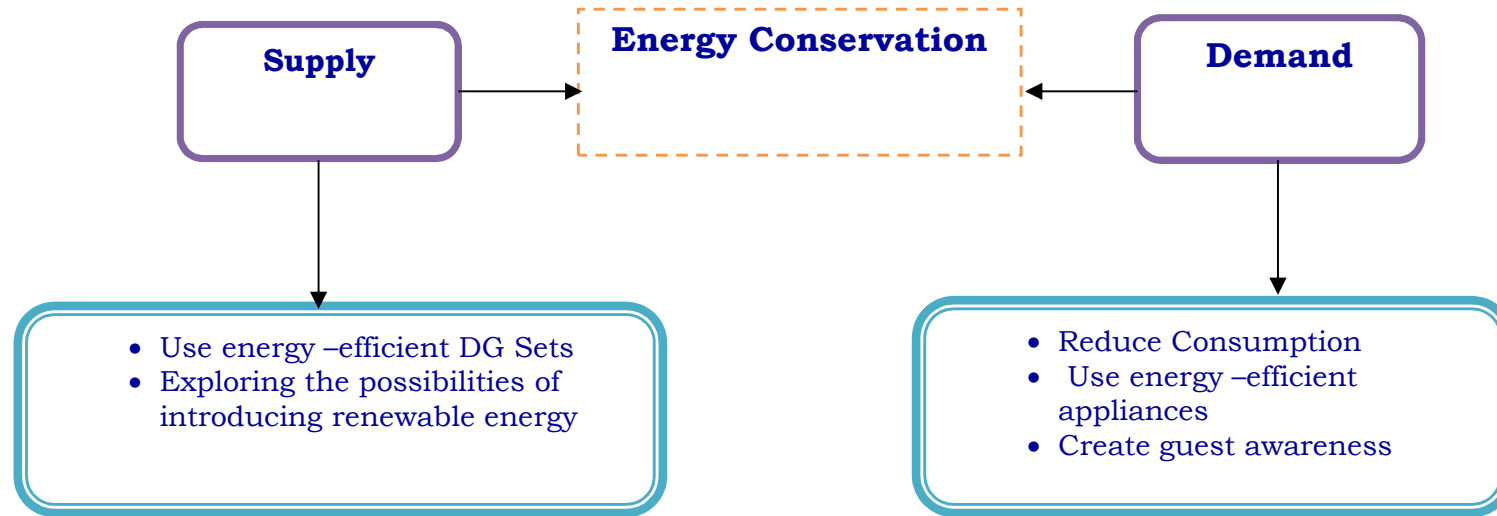 Supply
Energy Conservation
Demand
• Use energy –efficient DG Sets
• Exploring the possibilities of
introducing renewable energy
• Reduce Consumption
• Use energy –efficient
appliances
• Create guest awareness